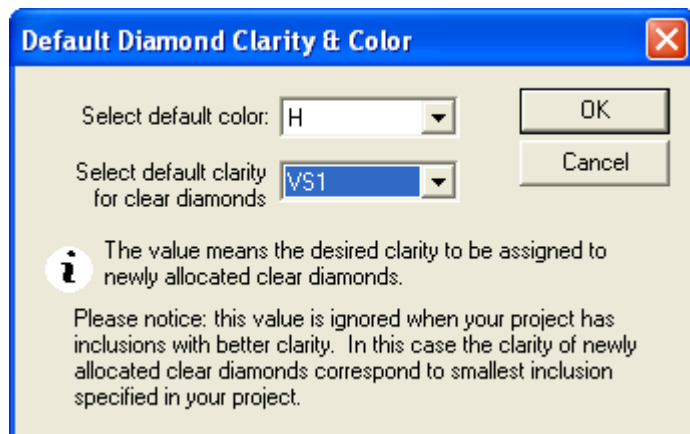 Default Diamond Clarity & Color
Select default color:
H
OK
Select default clarity
for clear diamonds
VS1
Cancel
i
The value means the desired clarity to be assigned to
newly allocated clear diamonds.
Please notice: this value is ignored when your project has
inclusions with better clarity. In this case the clarity of newly
allocated clear diamonds correspond to smallest inclusion
specified in your project.